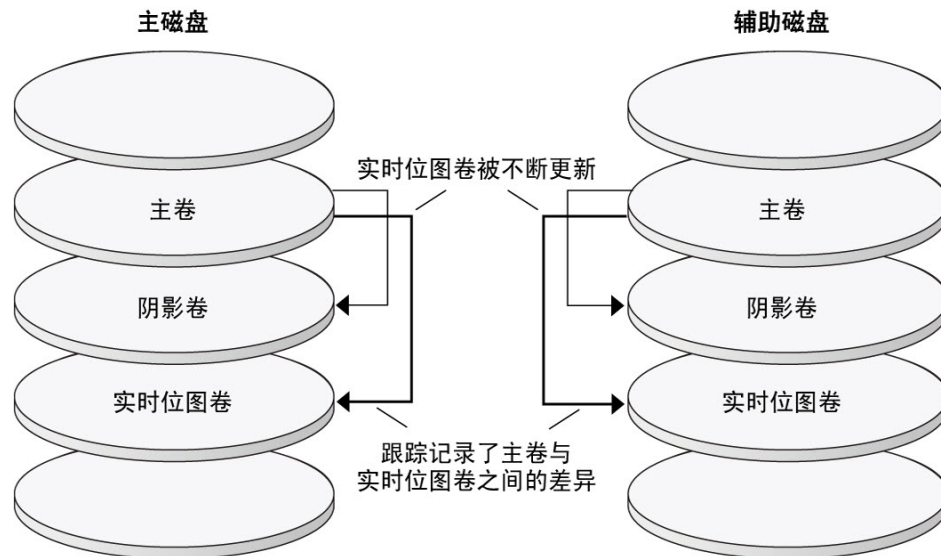 主磁盘
辅助磁盘
实时位图卷被不断更新
主卷
主卷
阴影卷
阴影卷
实时位图卷
实时位图卷
跟踪记录了主卷与
实时位图卷之间的差异